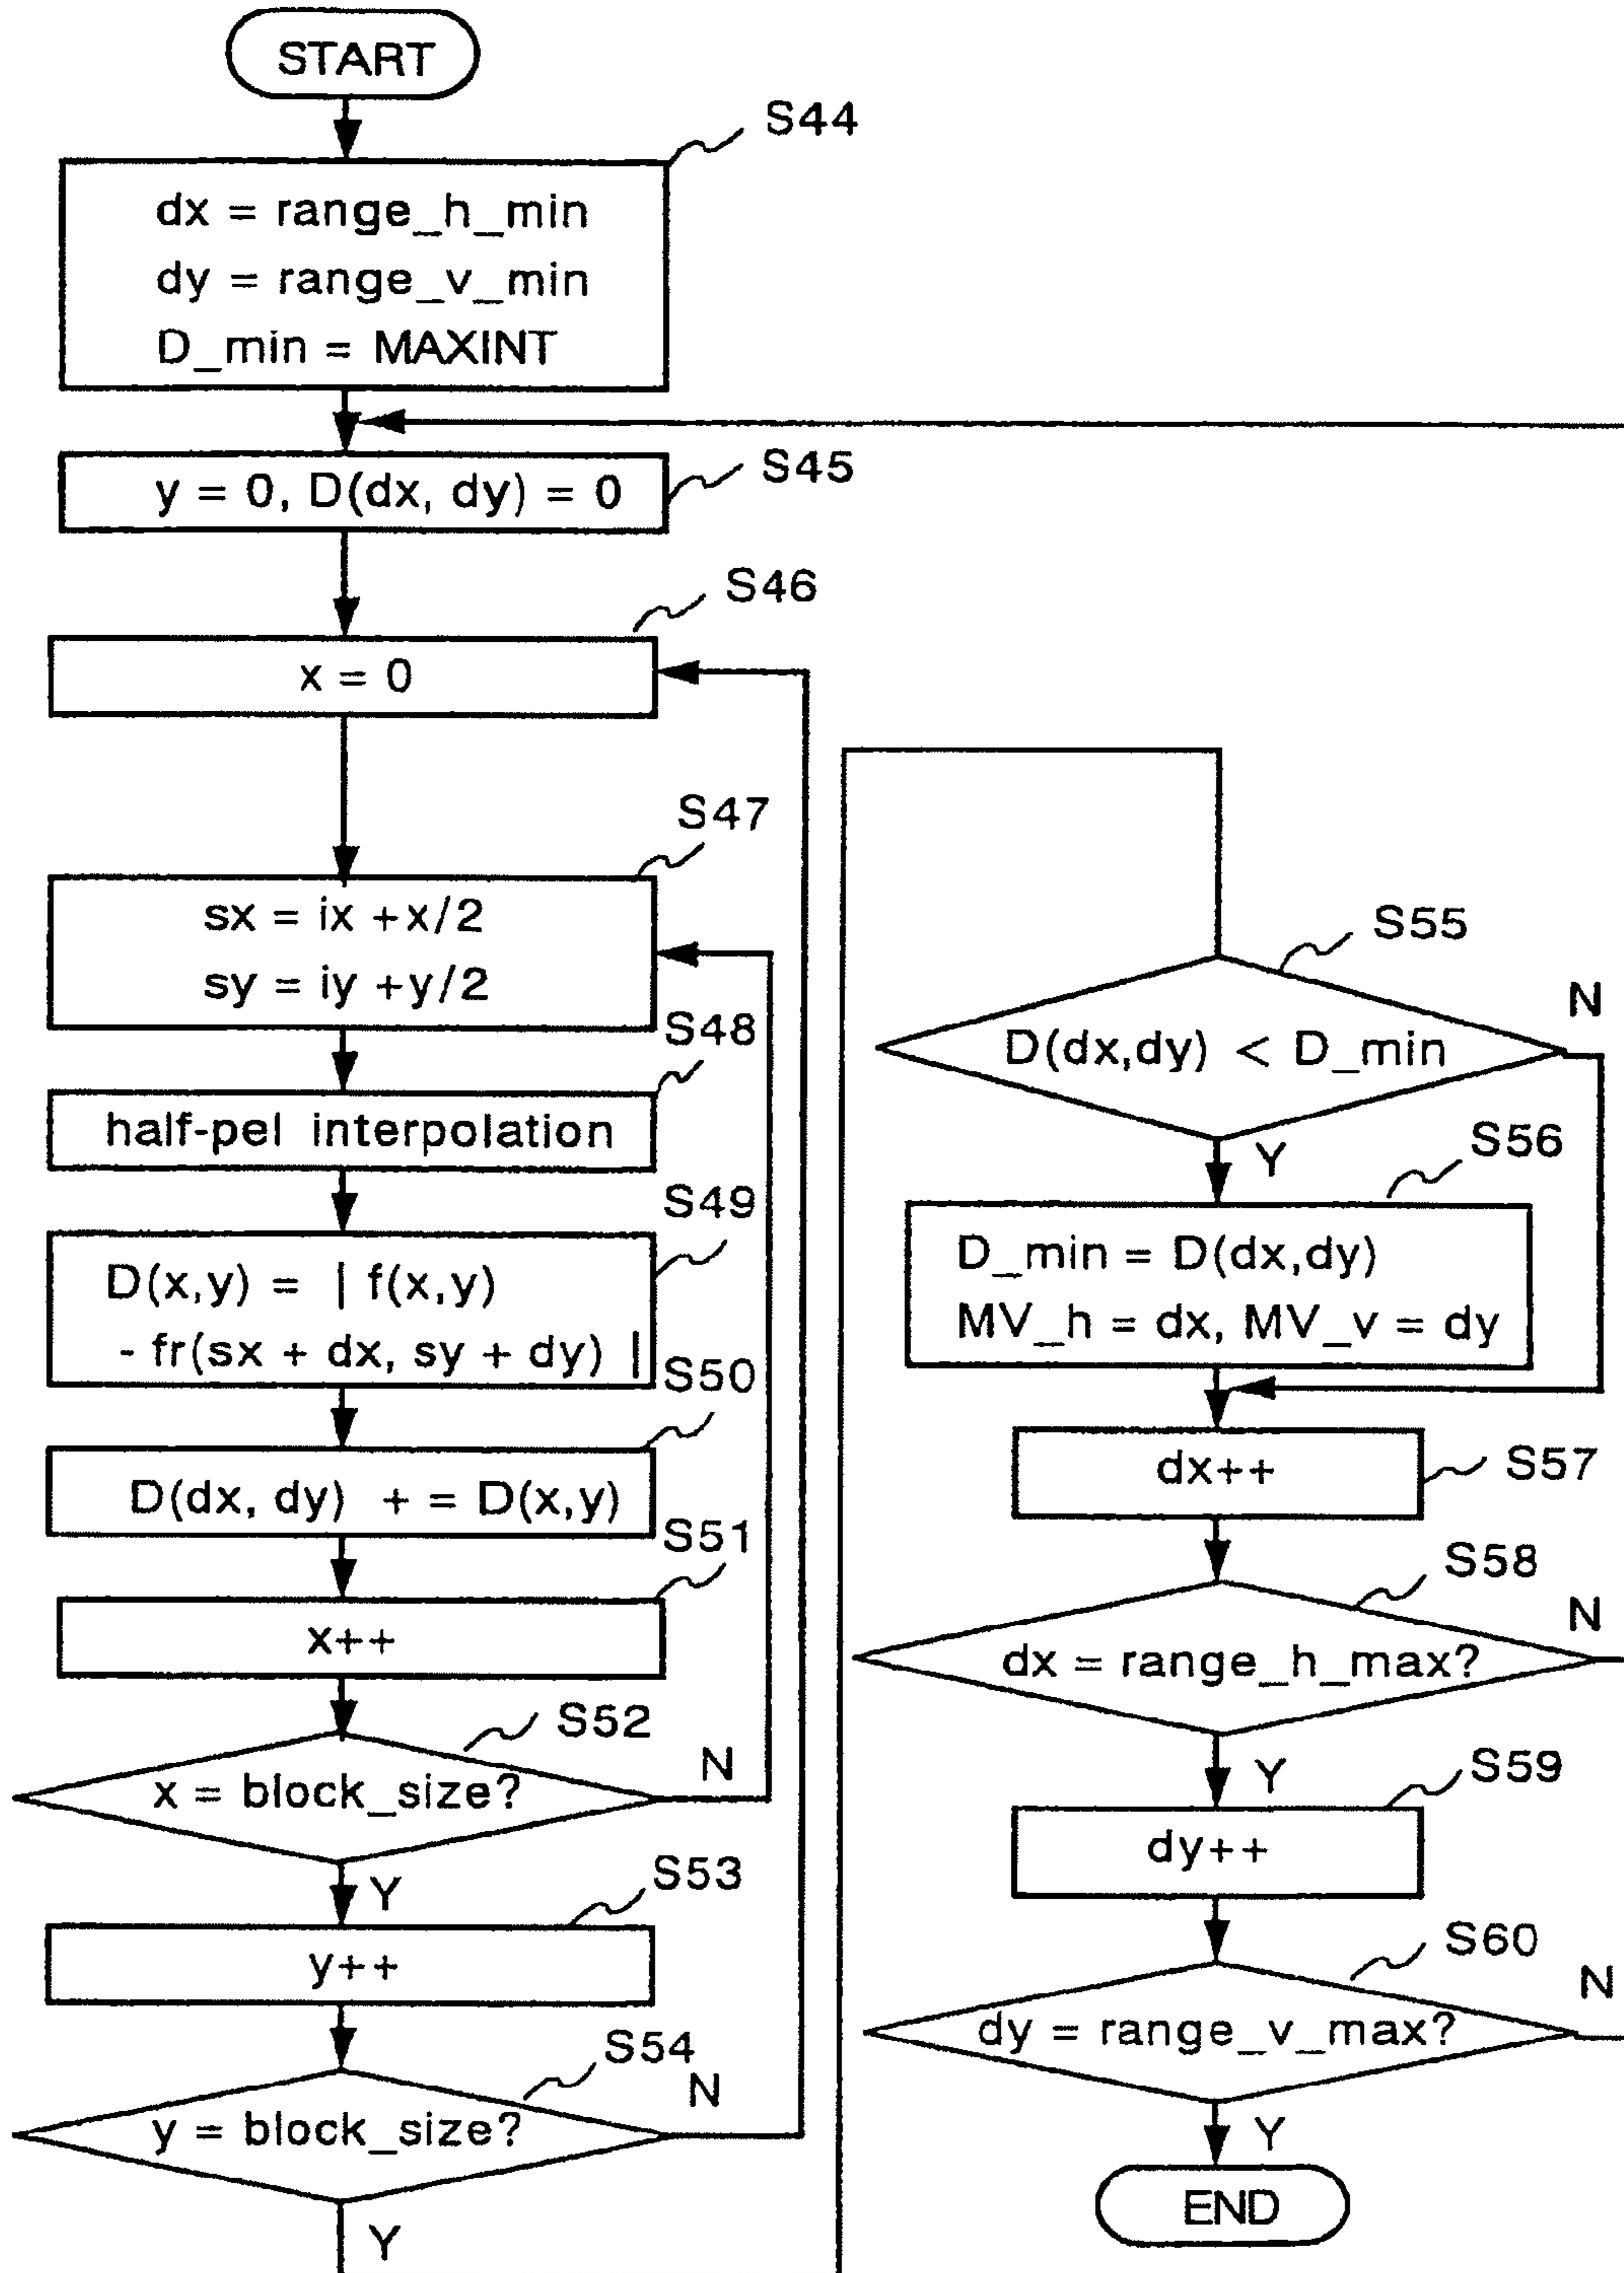 START
S44
dx = range_h_min
dy = range_v_min
D_min = MAXINT
S45
y = 0, D(dx, dy) = 0
S46
x = 0
S47
sx = ix +x/2
sy = iy +y/2
S48
half-pel interpolation
S49
D(x,y) = | f(x,y)
- fr(sx + dx, sy + dy) |
S50
D(dx, dy) + = D(x,y)
S51
x++
S52
x = block_size?
N
Y
S53
y++
S54
y = block_size?
N
Y
S55
D(dx,dy) < D_min
N
Y
S56
D_min = D(dx,dy)
MV_h = dx, MV_v = dy
S57
dx++
S58
dx = range_h_max?
N
Y
S59
dy++
S60
dy = range_v_max?
N
Y
END